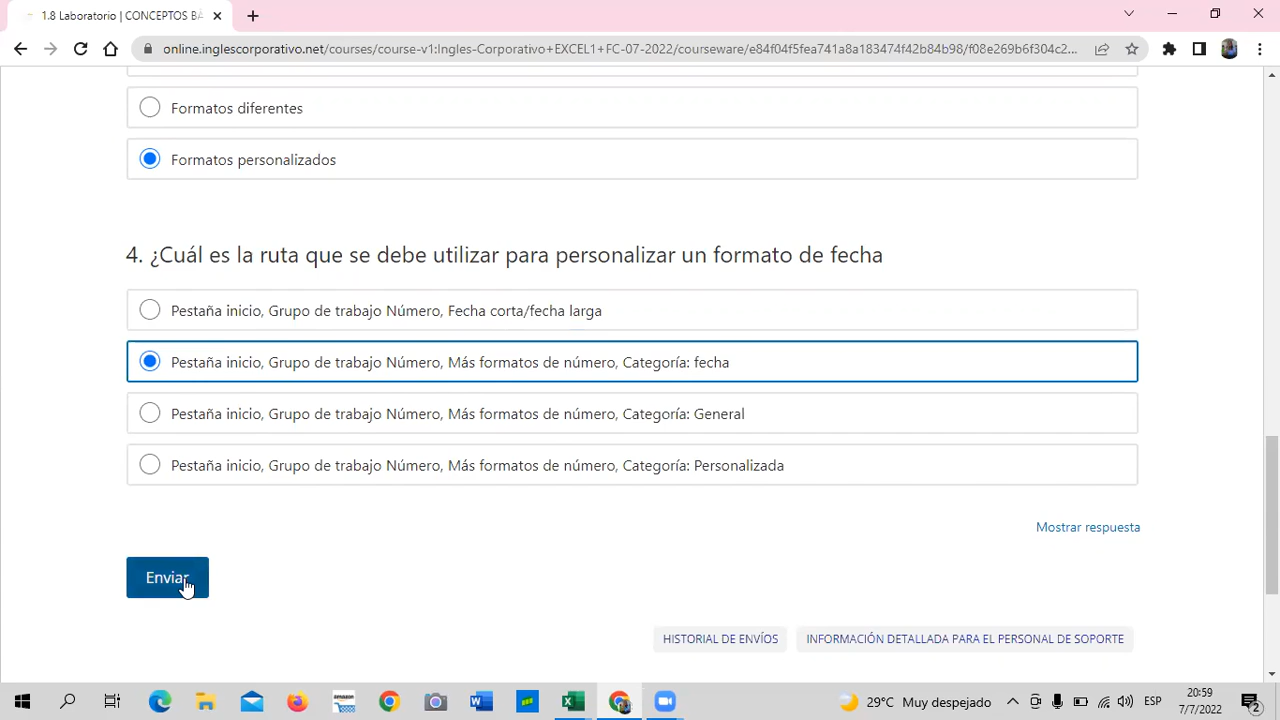 1.8 Laboratorio | CONCEPTOS BÁ
online.inglescorporativo.net/courses/course-v1:Ingles-Corporativo+EXCEL1+FC-07-2022/courseware/e84f04f5fea741a8a183474f42b84b98/f08e269b6f304c2...
Formatos diferentes
Formatos personalizados
4. ¿Cuál es la ruta que se debe utilizar para personalizar un formato de fecha
Pestaña inicio, Grupo de trabajo Número, Fecha corta/fecha larga
Pestaña inicio, Grupo de trabajo Número, Más formatos de número, Categoría: fecha
Pestaña inicio, Grupo de trabajo Número, Más formatos de número, Categoría: General
Pestaña inicio, Grupo de trabajo Número, Más formatos de número, Categoría: Personalizada
Mostrar respuesta
Enviar
HISTORIAL DE ENVÍOS
INFORMACIÓN DETALLADA PARA EL PERSONAL DE SOPORTE
29°C Muy despejado
ESP
20:59
7/7/2022
2